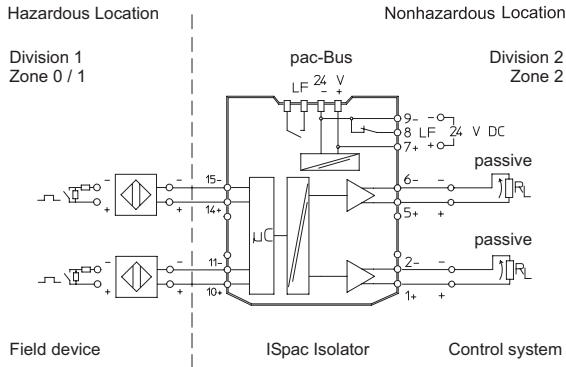 Hazardous Location
Nonhazardous Location
Division 1
Zone 0 / 1
pac-Bus
Division 2
Zone 2
LF 24 V
- +
9- - 
8 LF 24 V DC
7+ +
passive
15- 
14+
- +
- +
6- - -
5+ + +
RL
µC
passive
11-
10+
- +
- +
2- - -
1+ + +
RL
Field device
ISpac Isolator
Control system